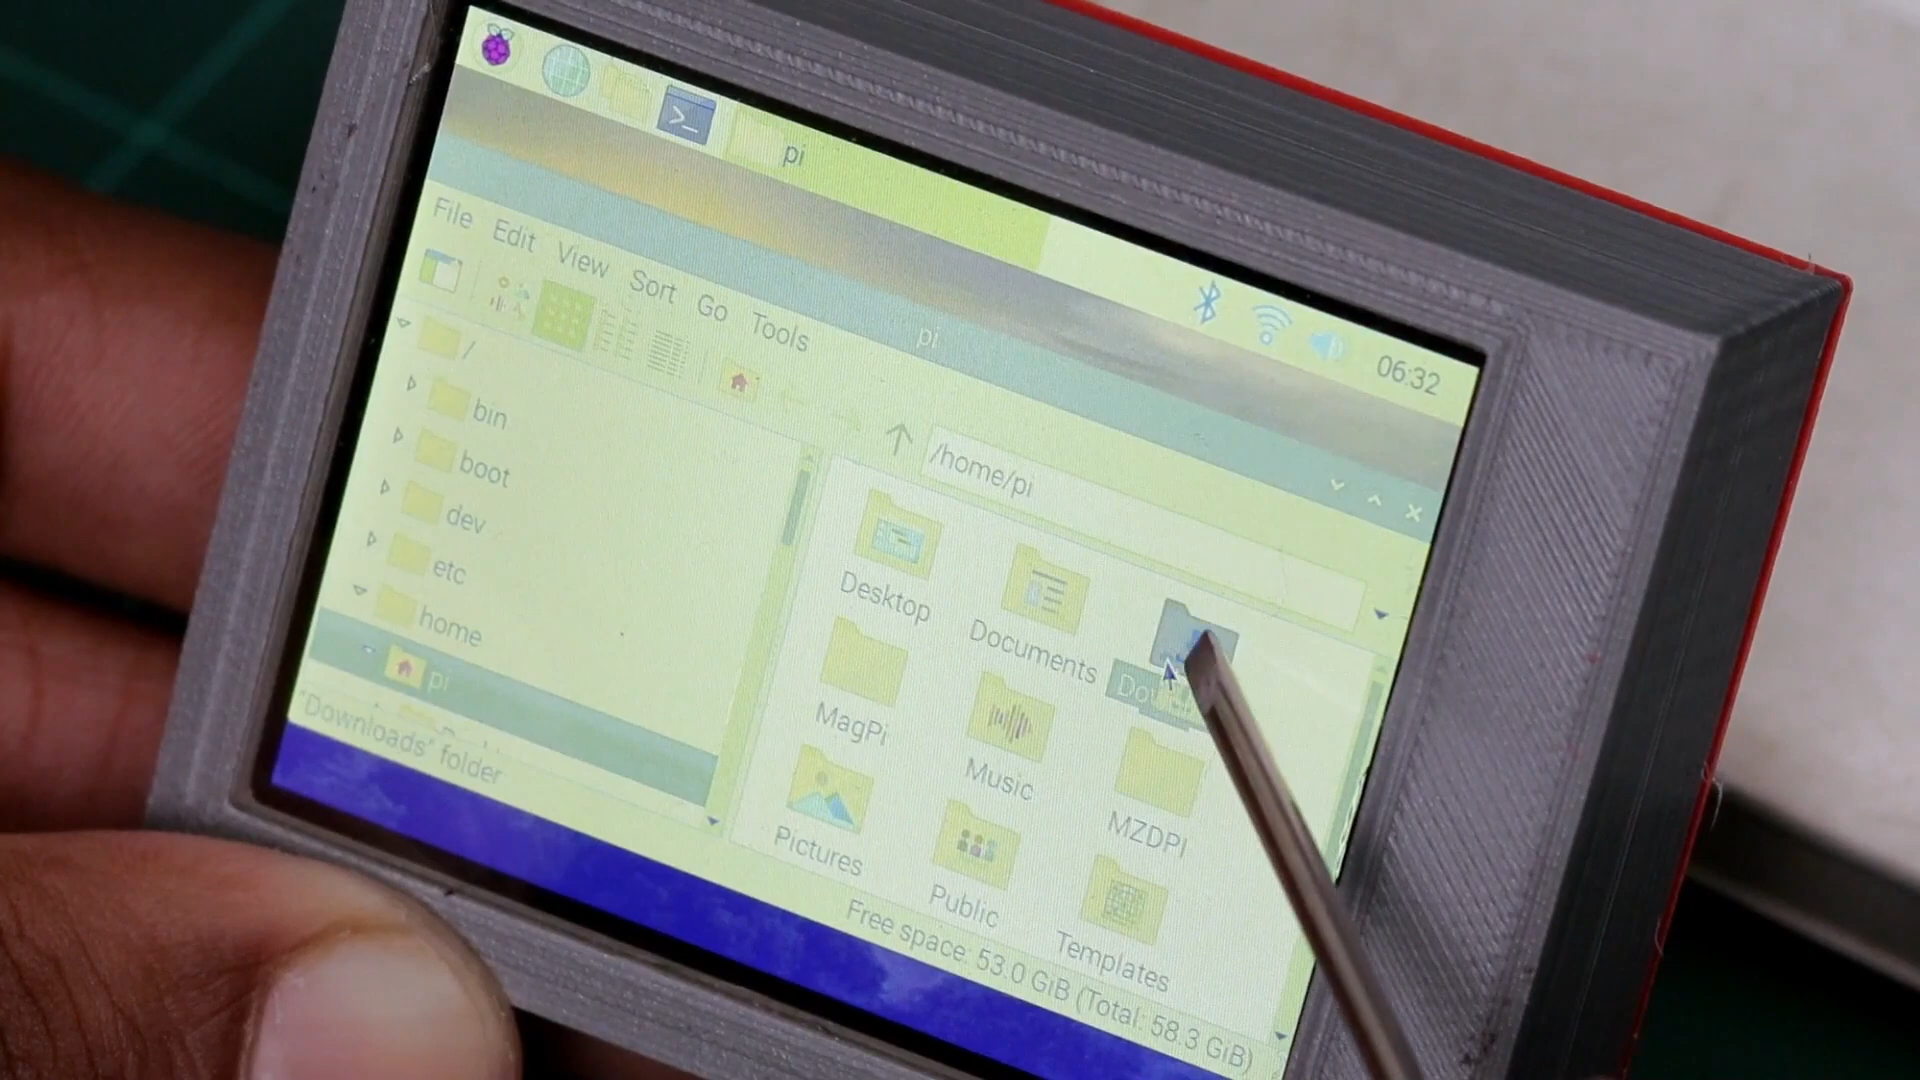 >_
pi
06:32
pi
File Edit View Sort Go Tools
/home/pi
/
bin
boot
dev
etc
home
pi
Desktop
Documents
MagPi
Music
MZDPI
Pictures
Public
Templates
"Downloads" folder
Free space: 53.0 GiB (Total: 58.3 GiB)